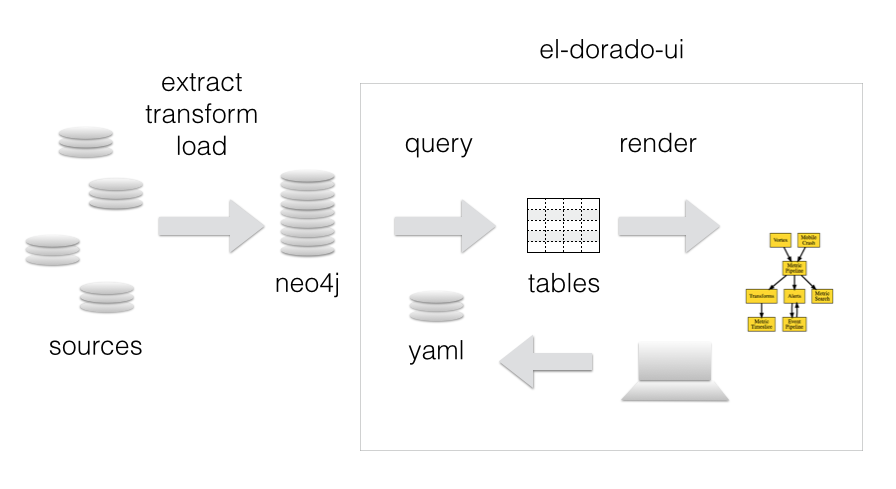 el-dorado-ui
extract
transform
load
query
render
neo4j
tables
sources
yaml
Vertex
Mobile
Crash
Metric
Pipeline
Transforms
Alerts
Metric
Search
Metric
Timeslice
Event
Pipeline